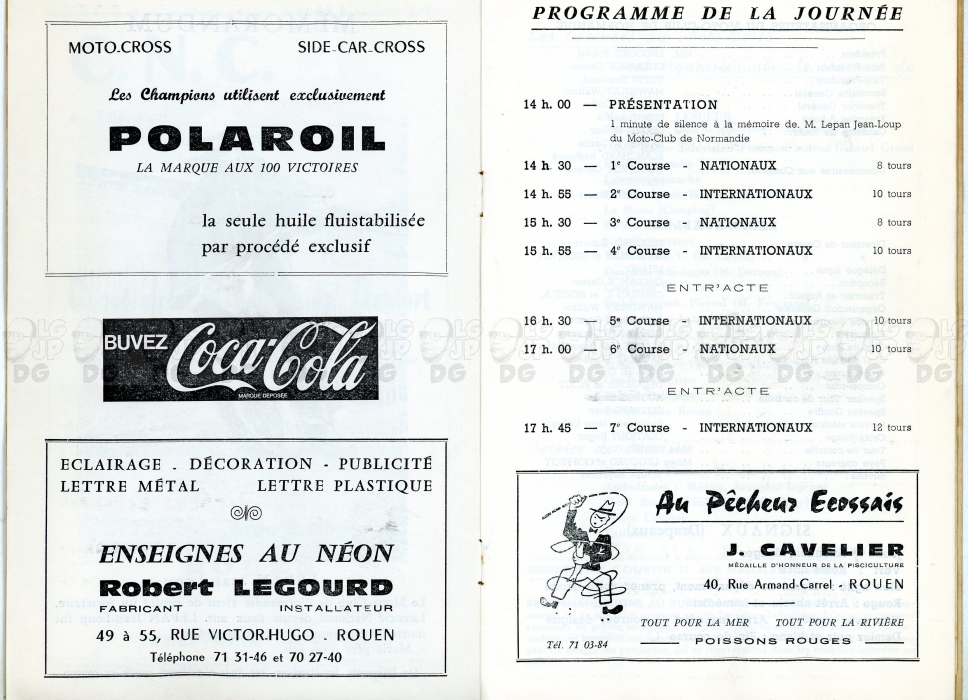 MOTO-CROSS SIDE-CAR-CROSS
Les Champions utilisent exclusivement
POLAROIL
LA MARQUE AUX 100 VICTOIRES
la seule huile fluistabilisée
par procédé exclusif
BUVEZ Coca-Cola
MARQUE DÉPOSÉE
ECLAIRAGE - DÉCORATION - PUBLICITÉ
LETTRE MÉTAL LETTRE PLASTIQUE
ENSEIGNES AU NÉON
Robert LEGOURD
FABRICANT INSTALLATEUR
49 à 55, RUE VICTOR-HUGO - ROUEN
Téléphone 71 31-46 et 70 27-40
PROGRAMME DE LA JOURNÉE
14 h. 00 — PRÉSENTATION
1 minute de silence à la mémoire de M. Lepan Jean-Loup
du Moto-Club de Normandie
14 h 30 — 1e Course - NATIONAUX 8 tours
14 h. 55 — 2e Course - INTERNATIONAUX 10 tours
15 h. 30 — 3e Course - NATIONAUX 8 tours
15 h. 55 — 4e Course - INTERNATIONAUX 10 tours
ENTR'ACTE
16 h. 30 — 5e Course - INTERNATIONAUX 10 tours
17 h. 00 — 6e Course - NATIONAUX 10 tours
ENTR'ACTE
17 h. 45 — 7e Course - INTERNATIONAUX 12 tours
Au Pêcheur Ecossais
J. CAVELIER
MÉDAILLE D'HONNEUR DE LA PISCICULTURE
40, Rue Armand-Carrel - ROUEN
TOUT POUR LA MER TOUT POUR LA RIVIÈRE
Tél. 71 03-84 POISSONS ROUGES
LG JP DG